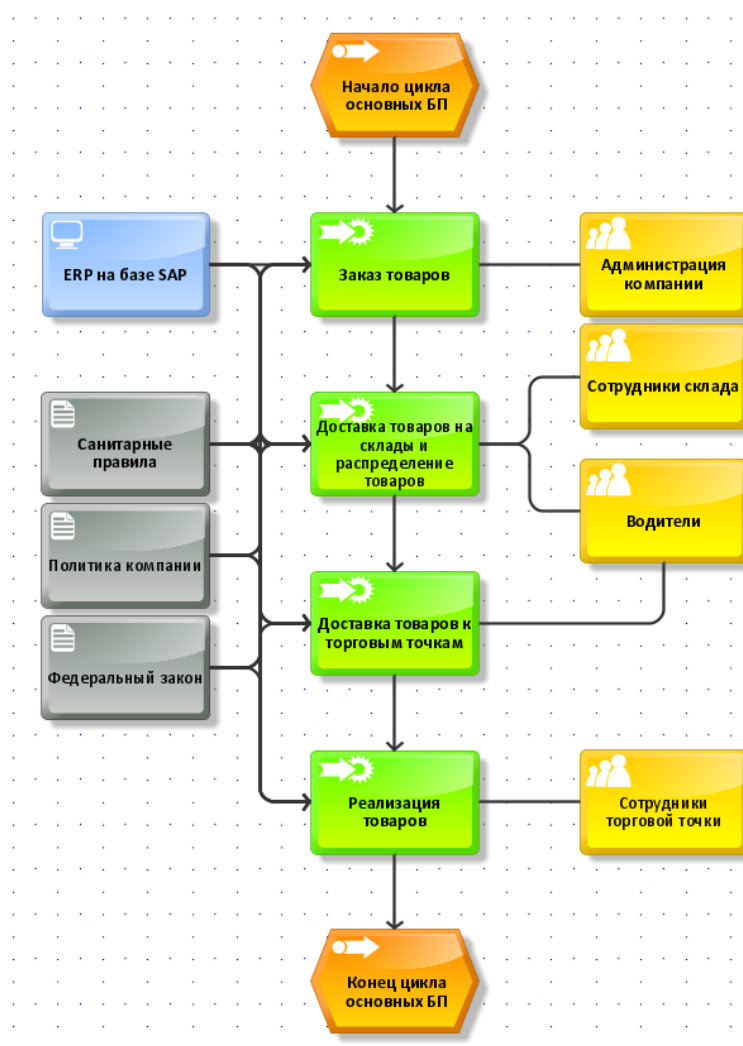 Начало цикла
основных БП
ERP на базе SAP
Заказ товаров
Администрация
компании
Сотрудники склада
Санитарные
правила
Доставка товаров на
склады и
распределение
товаров
Водители
Политика компании
Доставка товаров к
торговым точкам
Федеральный закон
Реализация
товаров
Сотрудники
торговой точки
Конец цикла
основных БП